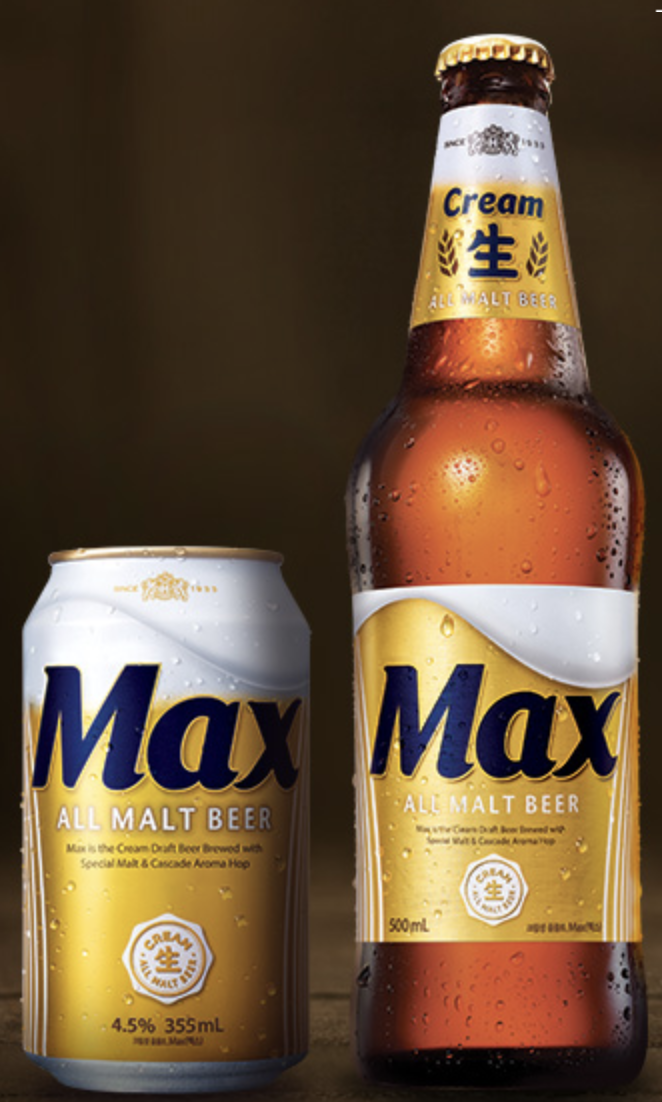 SINCE 1933
Cream
生
ALL MALT BEER
SINCE 1933
Max
ALL MALT BEER
Max is the Cream Draft Beer Brewed with
Special Malt & Cascade Aroma Hop
CREAM
生
ALL MALT BEER
4.5% 355mL
Max
ALL MALT BEER
Max is the Cream Draft Beer Brewed with
Special Malt & Cascade Aroma Hop
CREAM
生
ALL MALT BEER
500mL